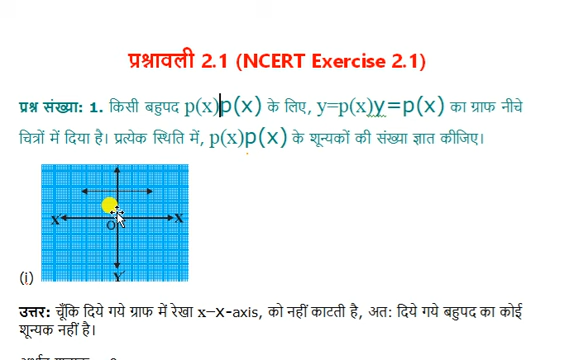 प्रश्नावली 2.1 (NCERT Exercise 2.1)
प्रश्न संख्या: 1. किसी बहुपद p(x)p(x) के लिए, y=p(x)y=p(x) का ग्राफ नीचे
चित्रों में दिया है। प्रत्येक स्थिति में, p(x)p(x) के शून्यकों की संख्या ज्ञात कीजिए।
X' O X
Y'
(i)
उत्तर: चूँकि दिये गये ग्राफ में रेखा x−x-axis, को नहीं काटती है, अत: दिये गये बहुपद का कोई
शून्यक नहीं है।